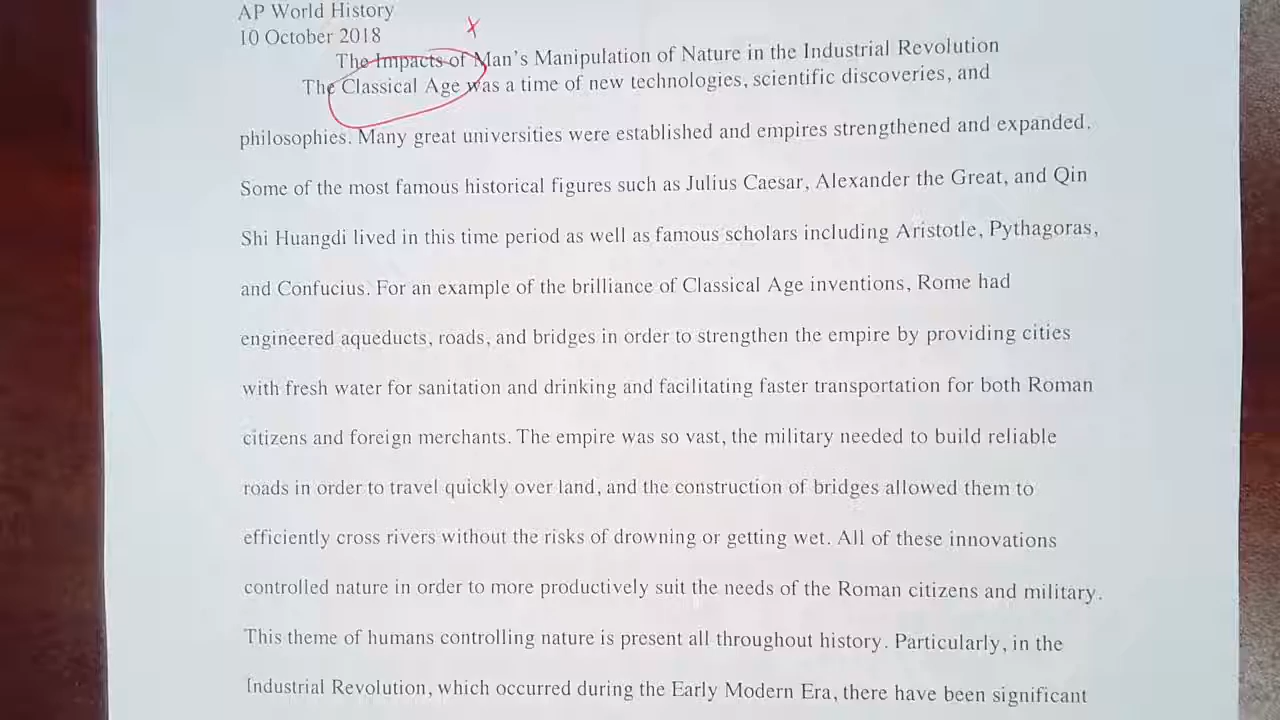 AP World History
10 October 2018
The Impacts of Man's Manipulation of Nature in the Industrial Revolution
The Classical Age was a time of new technologies, scientific discoveries, and
philosophies. Many great universities were established and empires strengthened and expanded.
Some of the most famous historical figures such as Julius Caesar, Alexander the Great, and Qin
Shi Huangdi lived in this time period as well as famous scholars including Aristotle, Pythagoras,
and Confucius. For an example of the brilliance of Classical Age inventions, Rome had
engineered aqueducts, roads, and bridges in order to strengthen the empire by providing cities
with fresh water for sanitation and drinking and facilitating faster transportation for both Roman
citizens and foreign merchants. The empire was so vast, the military needed to build reliable
roads in order to travel quickly over land, and the construction of bridges allowed them to
efficiently cross rivers without the risks of drowning or getting wet. All of these innovations
controlled nature in order to more productively suit the needs of the Roman citizens and military.
This theme of humans controlling nature is present all throughout history. Particularly, in the
Industrial Revolution, which occurred during the Early Modern Era, there have been significant